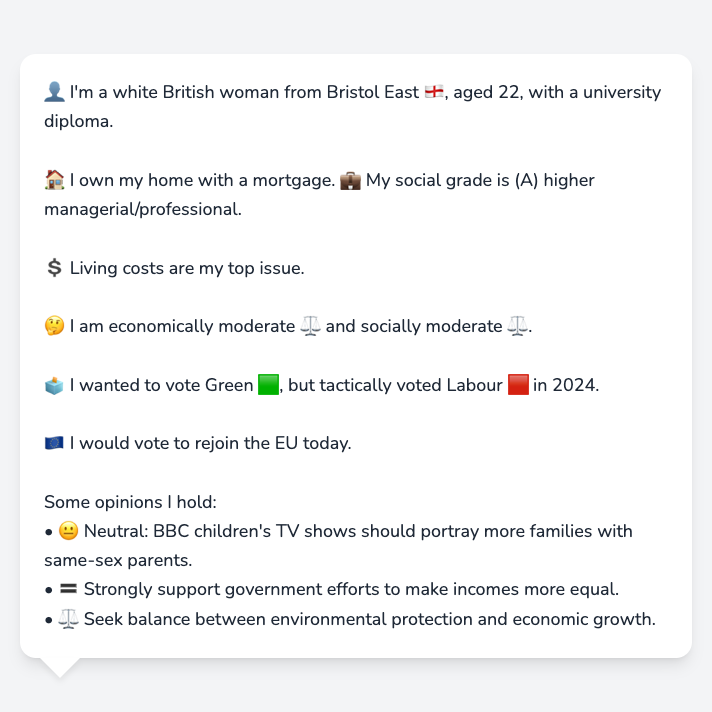 👤 I'm a white British woman from Bristol East 🏴󠁧󠁢󠁥󠁮󠁧󠁿, aged 22, with a university
diploma.
🏠 I own my home with a mortgage. 💼 My social grade is (A) higher
managerial/professional.
💲 Living costs are my top issue.
🤔 I am economically moderate ⚖️ and socially moderate ⚖️.
🗳️ I wanted to vote Green 🟩, but tactically voted Labour 🟥 in 2024.
🇪🇺 I would vote to rejoin the EU today.
Some opinions I hold:
• 😐 Neutral: BBC children's TV shows should portray more families with
same-sex parents.
• 🟰 Strongly support government efforts to make incomes more equal.
• ⚖️ Seek balance between environmental protection and economic growth.